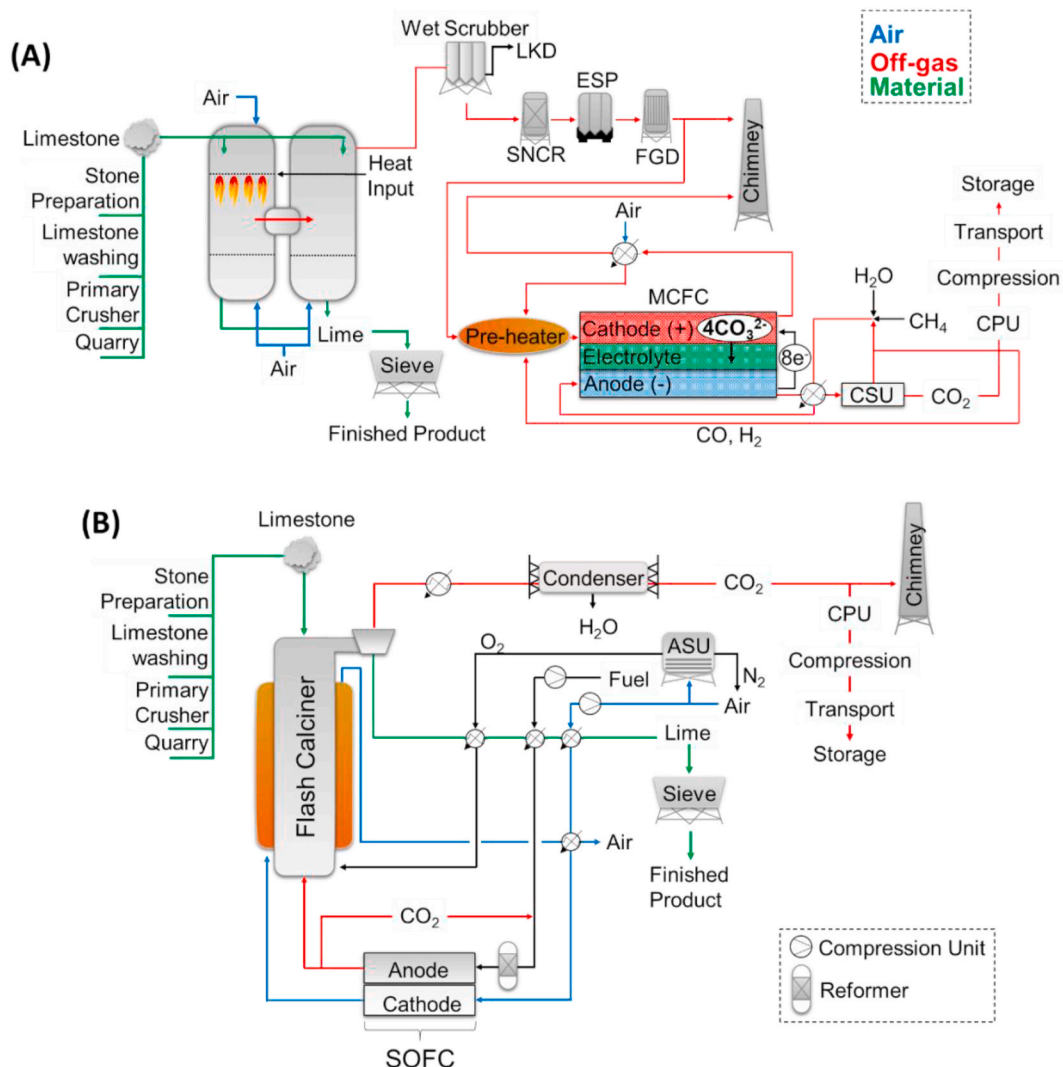 (A)
Wet Scrubber
LKD
Air
Off-gas
Material
Air
Limestone
Stone
Preparation
Limestone
washing
Primary
Crusher
Quarry
Heat
Input
SNCR
ESP
FGD
Chimney
Storage
Transport
Compression
CPU
Air
H2O
CH4
MCFC
Pre-heater
Cathode (+)
4CO3 2-
Electrolyte
8e-
Anode (-)
CSU
CO2
CO, H2
Lime
Air
Sieve
Finished Product
(B)
Limestone
Stone
Preparation
Limestone
washing
Primary
Crusher
Quarry
Flash Calciner
Condenser
H2O
CO2
Chimney
CPU
Compression
Transport
Storage
O2
ASU
Fuel
N2
Air
Lime
Sieve
Air
Finished
Product
CO2
Anode
Cathode
SOFC
Compression Unit
Reformer